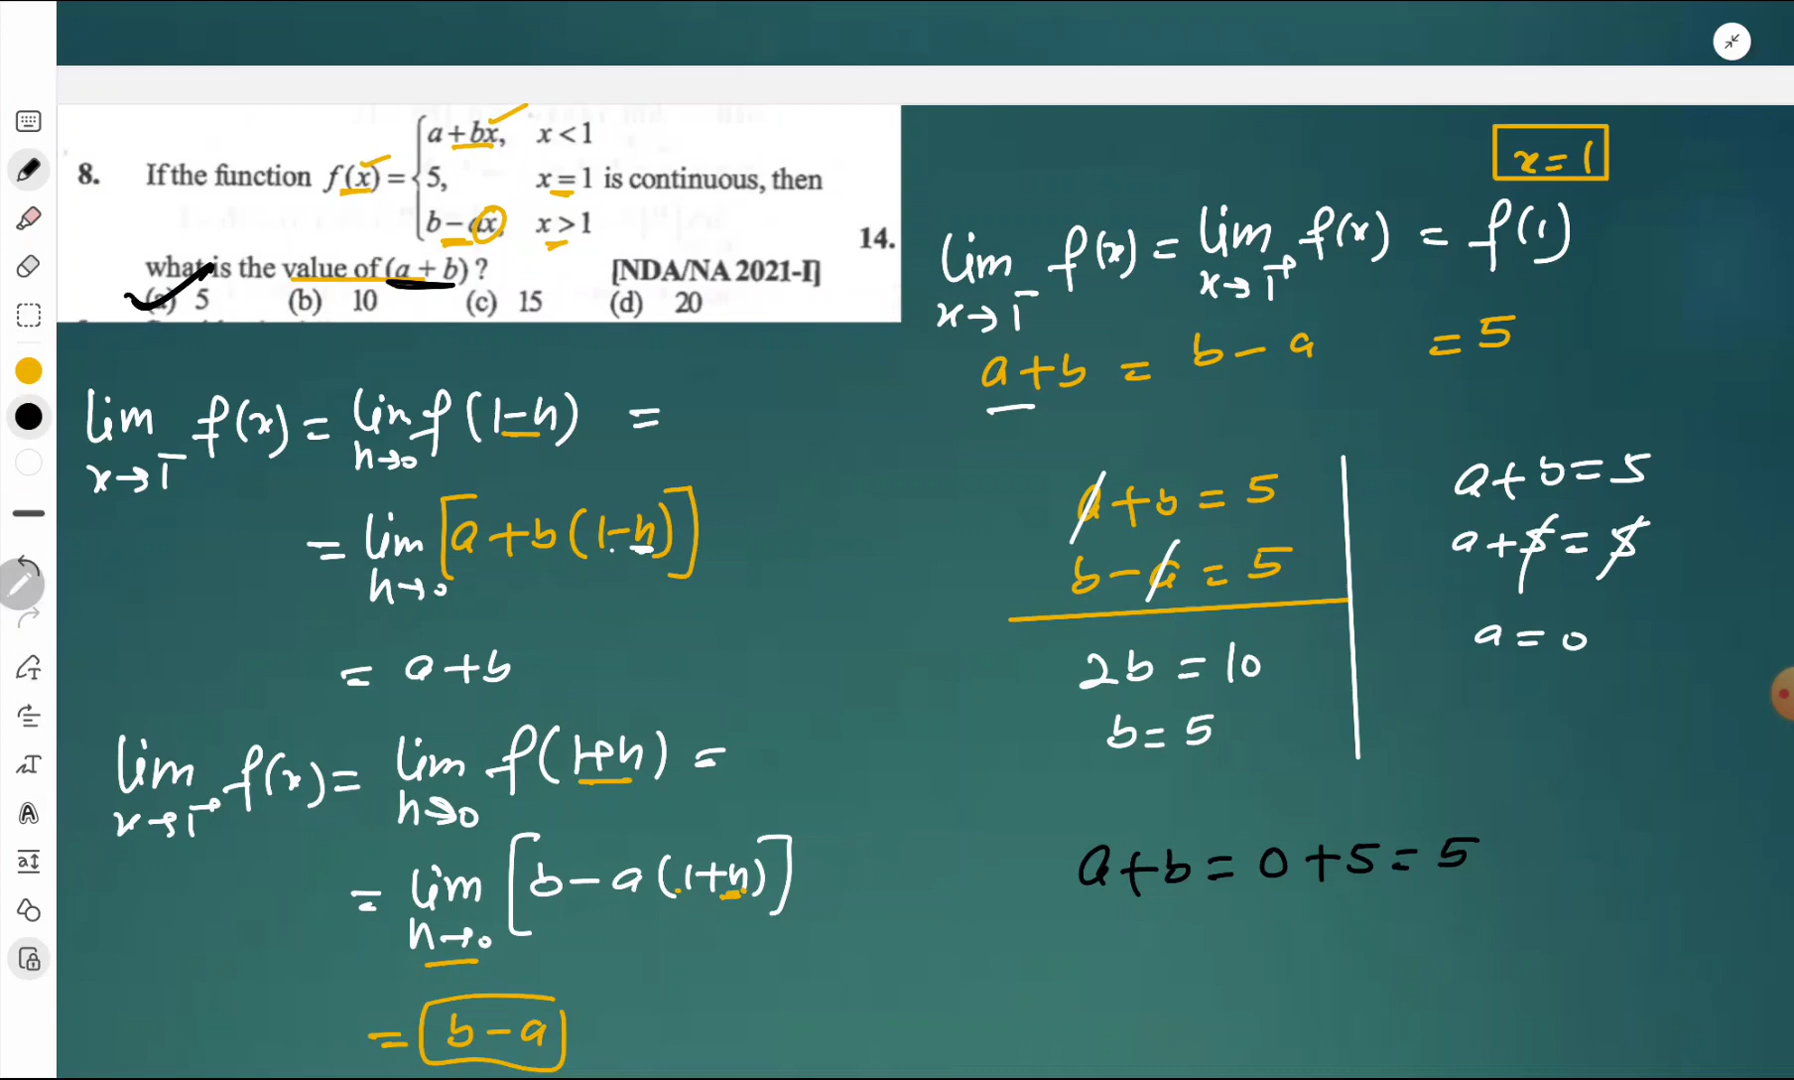 a + bx, x < 1
8. If the function f(x) = { 5, x = 1 is continuous, then
b − ax, x > 1
what is the value of (a + b) ? [NDA/NA 2021-I]
(a) 5 (b) 10 (c) 15 (d) 20
14.
lim x→1⁻ f(x) = lim h→0 f(1−h) =
= lim h→0 [a+b(1−h)]
= a+b
lim x→1⁺ f(x) = lim h→0 f(1+h) =
= lim h→0 [b−a(1+h)]
= b−a
x=1
lim x→1⁻ f(x) = lim x→1⁺ f(x) = f(1)
a+b = b−a = 5
a+b = 5
b−a = 5
2b = 10
b = 5
a+b=5
a+5=5
a=0
a+b = 0+5 = 5